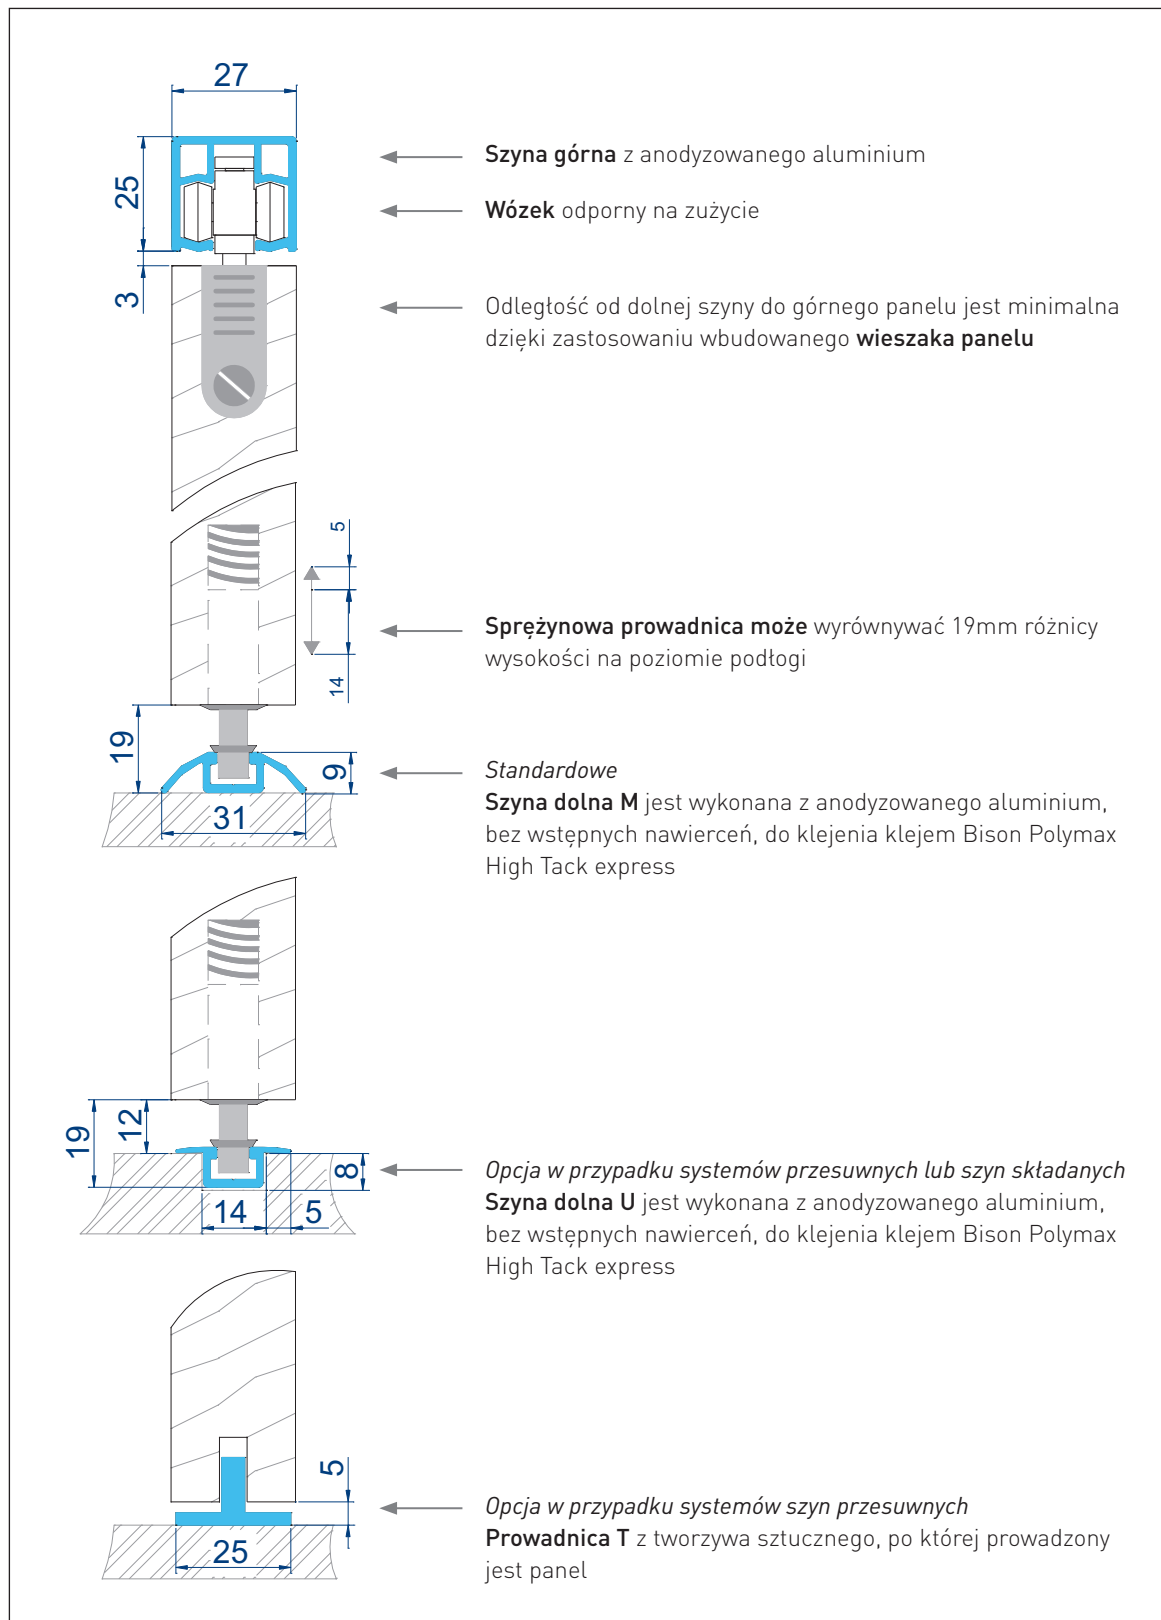 27
25
3
Szyna górna z anodyzowanego aluminium
Wózek odporny na zużycie
Odległość od dolnej szyny do górnego panelu jest minimalna
dzięki zastosowaniu wbudowanego wieszaka panelu
5
14
Sprężynowa prowadnica może wyrównywać 19mm różnicy
wysokości na poziomie podłogi
19
9
31
Standardowe
Szyna dolna M jest wykonana z anodyzowanego aluminium,
bez wstępnych nawierceń, do klejenia klejem Bison Polymax
High Tack express
19
12
8
14
5
Opcja w przypadku systemów przesuwnych lub szyn składanych
Szyna dolna U jest wykonana z anodyzowanego aluminium,
bez wstępnych nawierceń, do klejenia klejem Bison Polymax
High Tack express
5
25
Opcja w przypadku systemów szyn przesuwnych
Prowadnica T z tworzywa sztucznego, po której prowadzony
jest panel